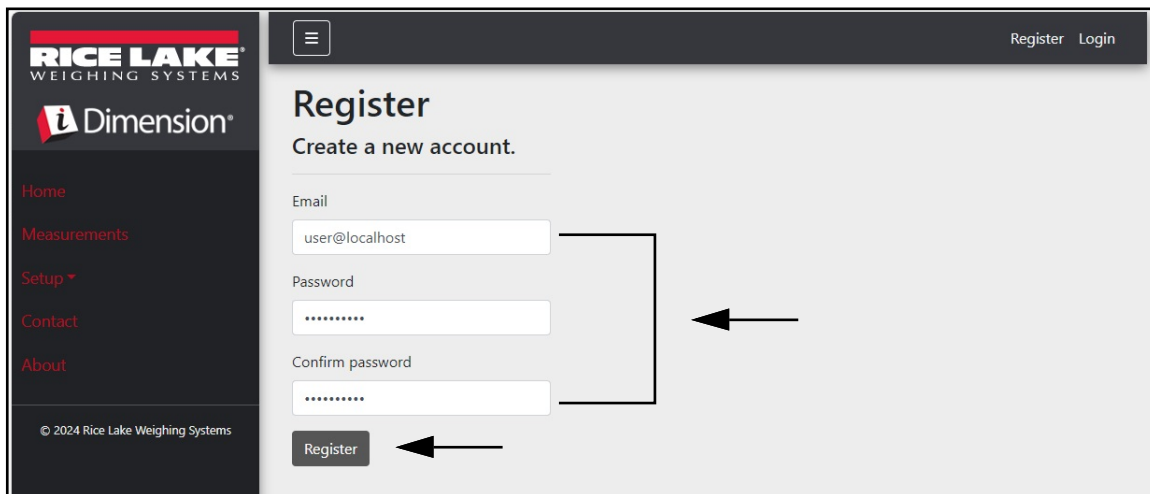 RICE LAKE®
WEIGHING SYSTEMS
i Dimension®
Home
Measurements
Setup
Contact
About
© 2024 Rice Lake Weighing Systems
☰
Register Login
Register
Create a new account.
Email
user@localhost
Password
••••••••••
Confirm password
••••••••••
Register